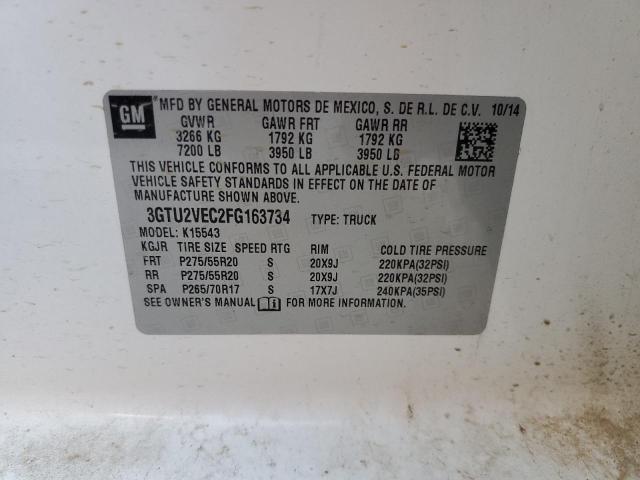 GM
MFD BY GENERAL MOTORS DE MEXICO, S. DE R.L. DE C.V. 10/14
GVWR GAWR FRT GAWR RR
3266 KG 1792 KG 1792 KG
7200 LB 3950 LB 3950 LB
THIS VEHICLE CONFORMS TO ALL APPLICABLE U.S. FEDERAL MOTOR
VEHICLE SAFETY STANDARDS IN EFFECT ON THE DATE OF
MANUFACTURE SHOWN ABOVE.
3GTU2VEC2FG163734 TYPE: TRUCK
MODEL: K15543
KGJR TIRE SIZE SPEED RTG RIM COLD TIRE PRESSURE
FRT P275/55R20 S 20X9J 220KPA(32PSI)
RR P275/55R20 S 20X9J 220KPA(32PSI)
SPA P265/70R17 S 17X7J 240KPA(35PSI)
SEE OWNER'S MANUAL FOR MORE INFORMATION.